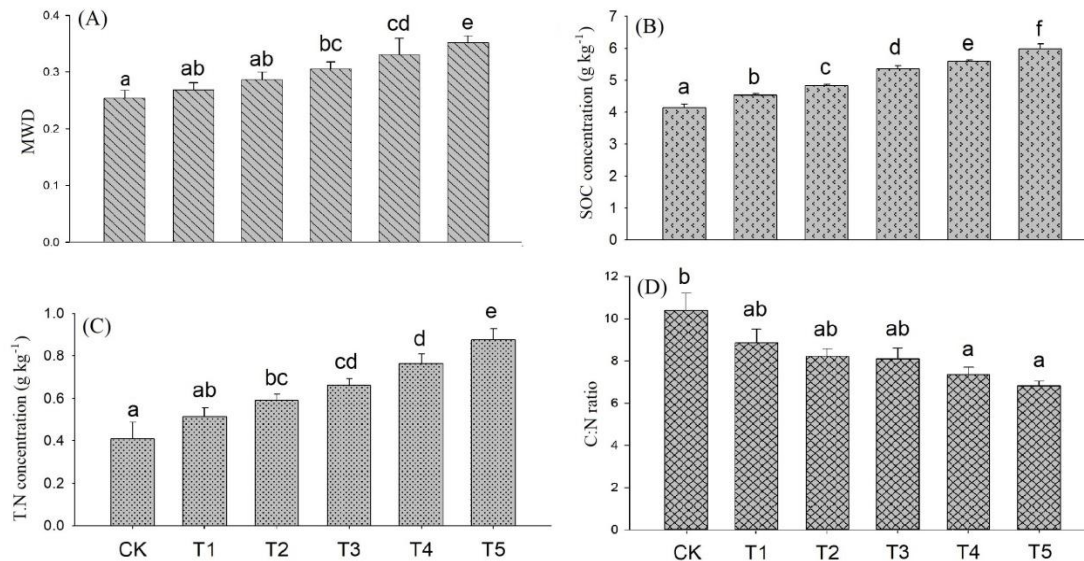 (A)
MWD
0.4
0.3
0.2
0.1
0.0
a
ab
ab
bc
cd
e
(B)
SOC concentration (g kg⁻¹)
7
6
5
4
3
2
1
0
a
b
c
d
e
f
(C)
T.N concentration (g kg⁻¹)
1.0
0.8
0.6
0.4
0.2
0.0
a
ab
bc
cd
d
e
CK T1 T2 T3 T4 T5
(D)
C:N ratio
12
10
8
6
4
2
0
b
ab
ab
ab
a
a
CK T1 T2 T3 T4 T5